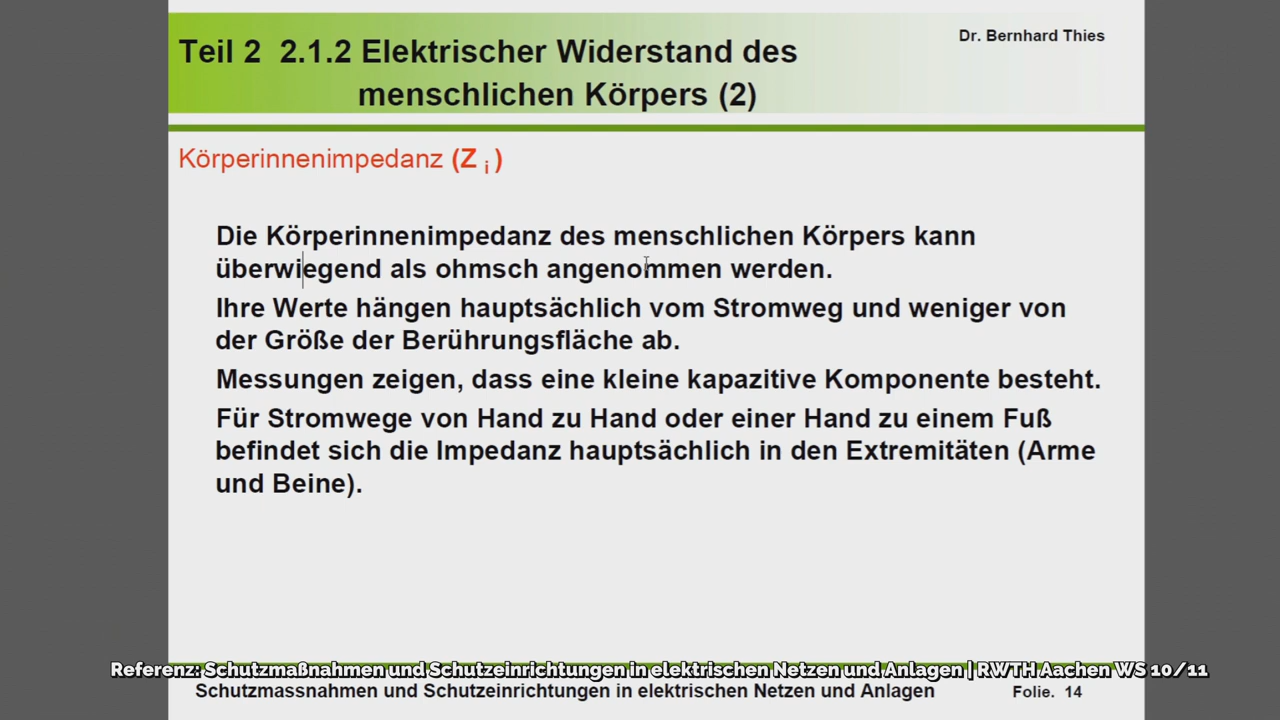 Dr. Bernhard Thies
Teil 2 2.1.2 Elektrischer Widerstand des
menschlichen Körpers (2)
Körperinnenimpedanz (Z i )
Die Körperinnenimpedanz des menschlichen Körpers kann
überwiegend als ohmsch angenommen werden.
Ihre Werte hängen hauptsächlich vom Stromweg und weniger von
der Größe der Berührungsfläche ab.
Messungen zeigen, dass eine kleine kapazitive Komponente besteht.
Für Stromwege von Hand zu Hand oder einer Hand zu einem Fuß
befindet sich die Impedanz hauptsächlich in den Extremitäten (Arme
und Beine).
Referenz: Schutzmaßnahmen und Schutzeinrichtungen in elektrischen Netzen und Anlagen | RWTH Aachen WS 10/11
Schutzmassnahmen und Schutzeinrichtungen in elektrischen Netzen und Anlagen Folie. 14